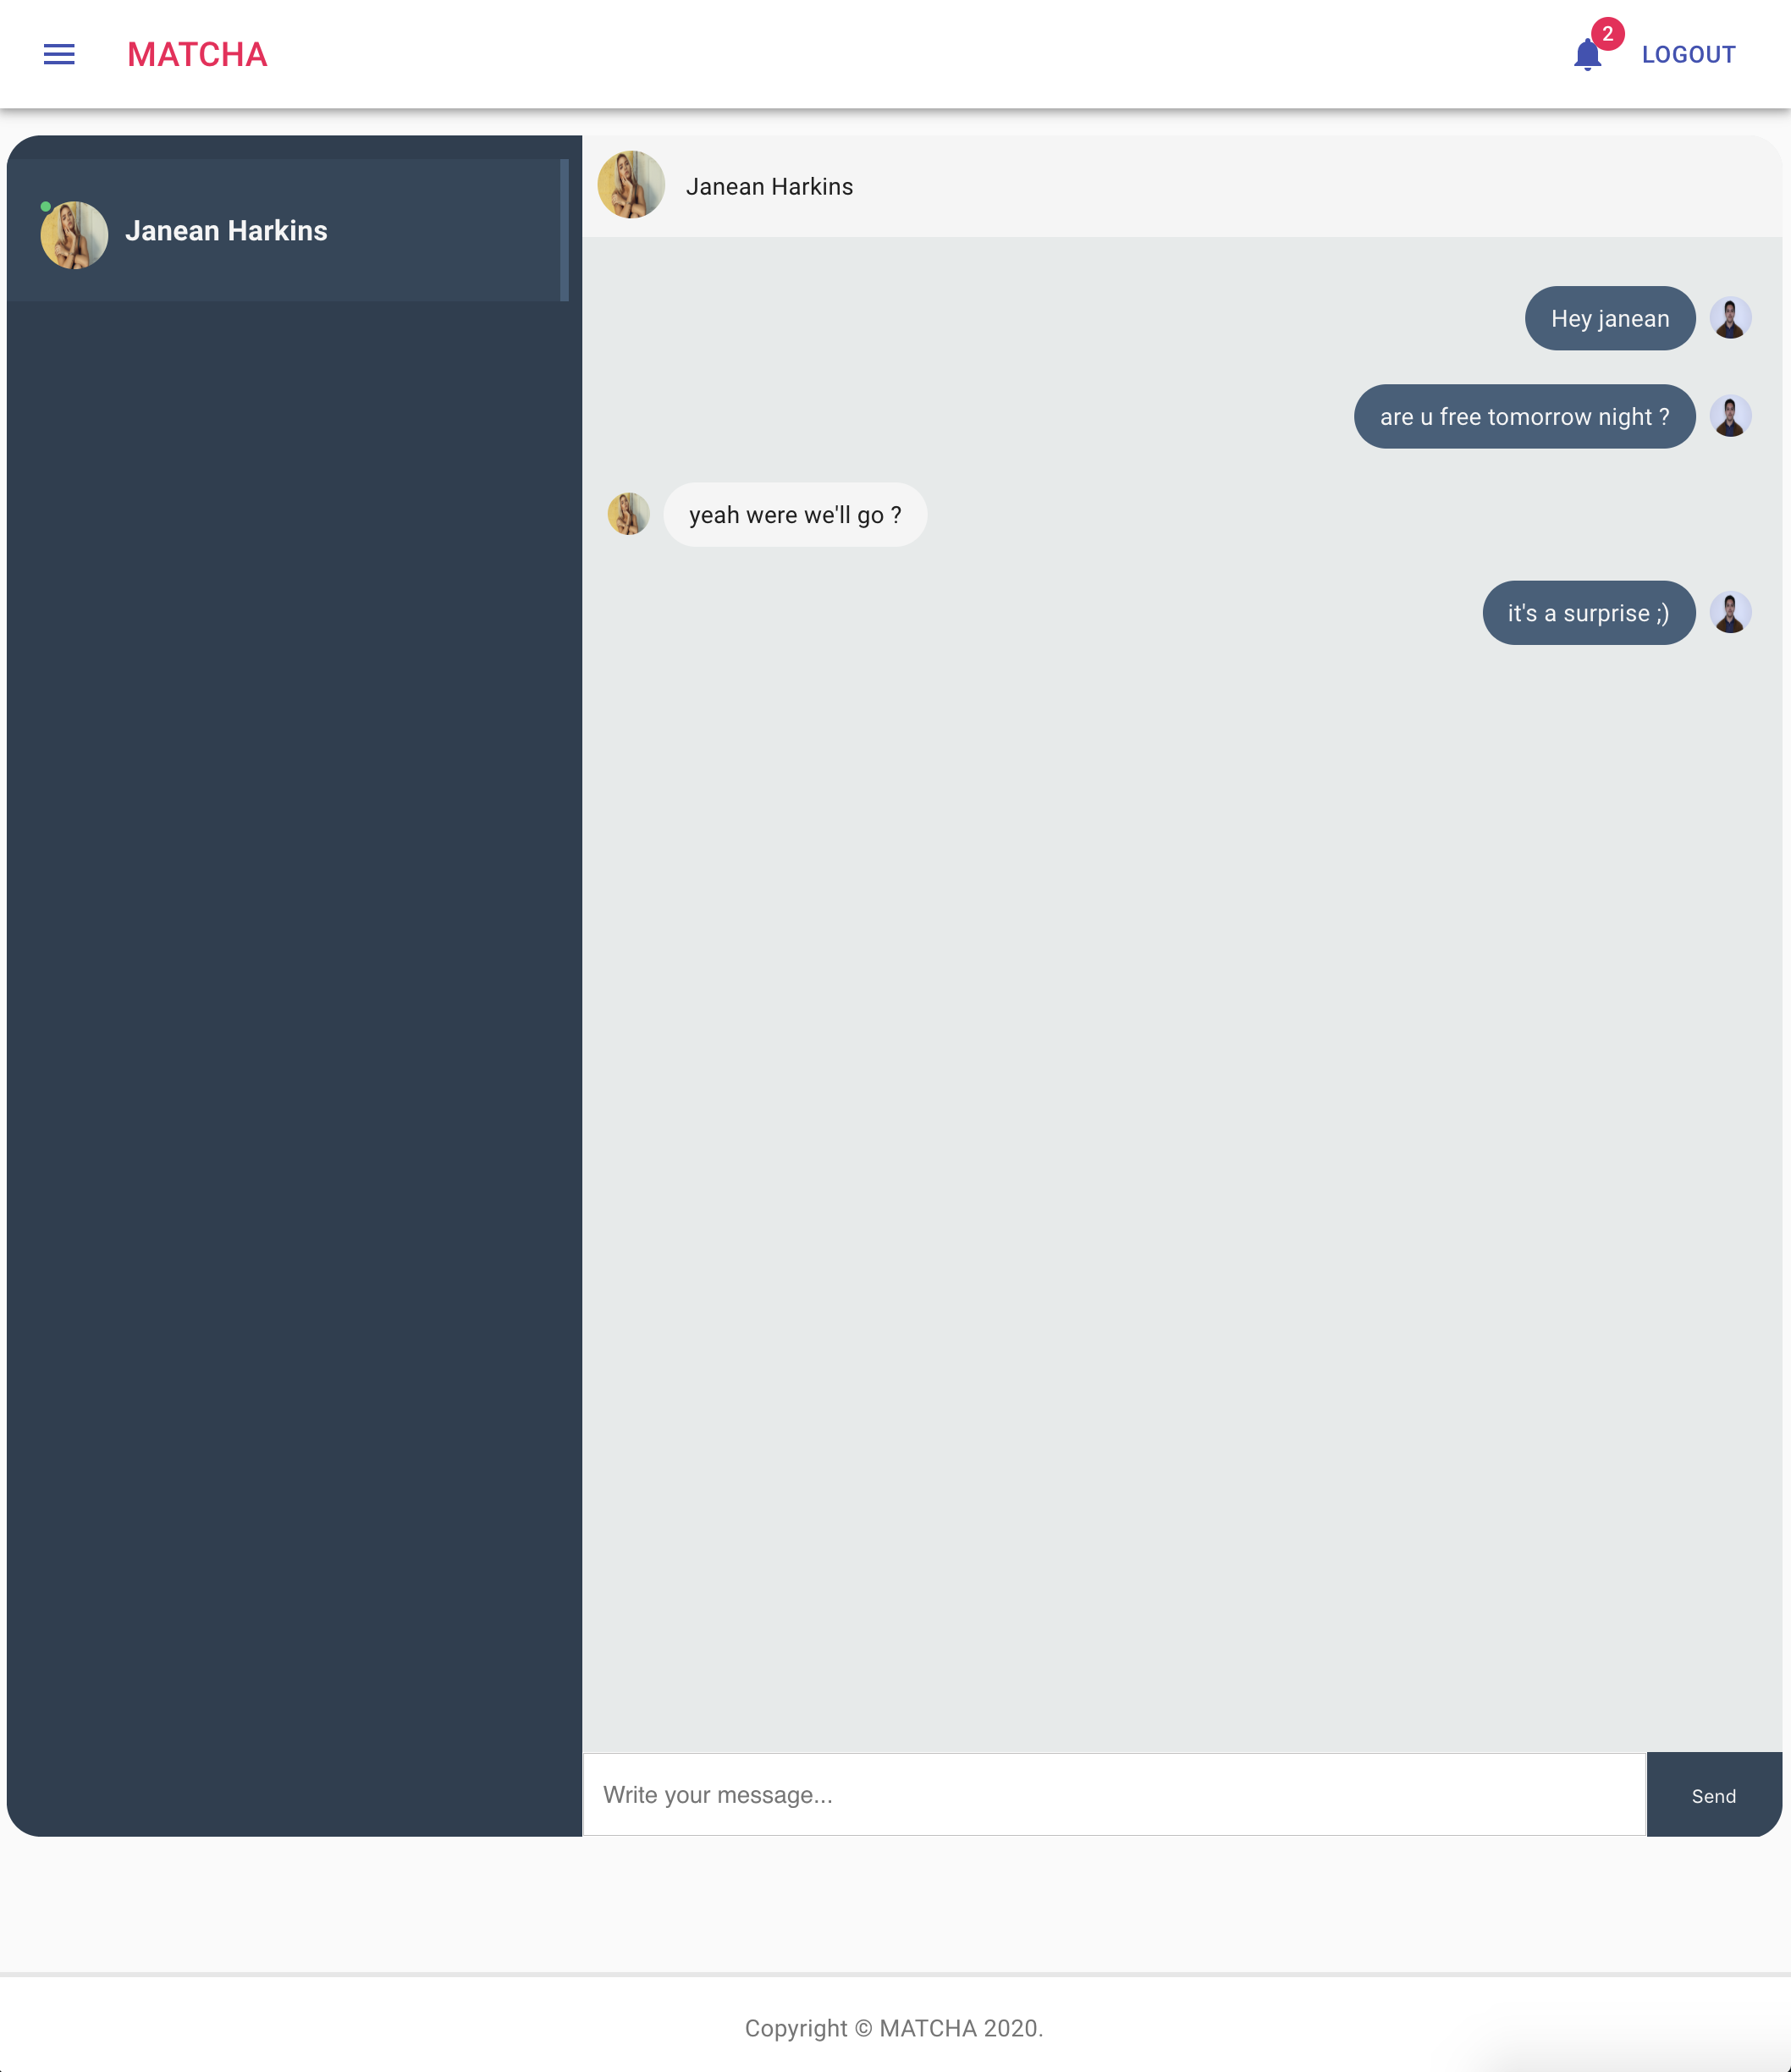 MATCHA
2
LOGOUT
Janean Harkins
Janean Harkins
Hey janean
are u free tomorrow night ?
yeah were we'll go ?
it's a surprise ;)
Write your message...
Send
Copyright © MATCHA 2020.